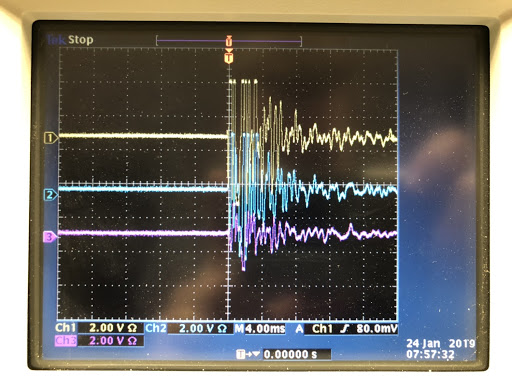 Tek Stop
T
T
1
2
3
Ch1 2.00 V Ω Ch2 2.00 V Ω M 4.00ms A Ch1 ƒ 80.0mV
Ch3 2.00 V Ω
T→▼ 0.00000 s
24 Jan 2019
07:57:32